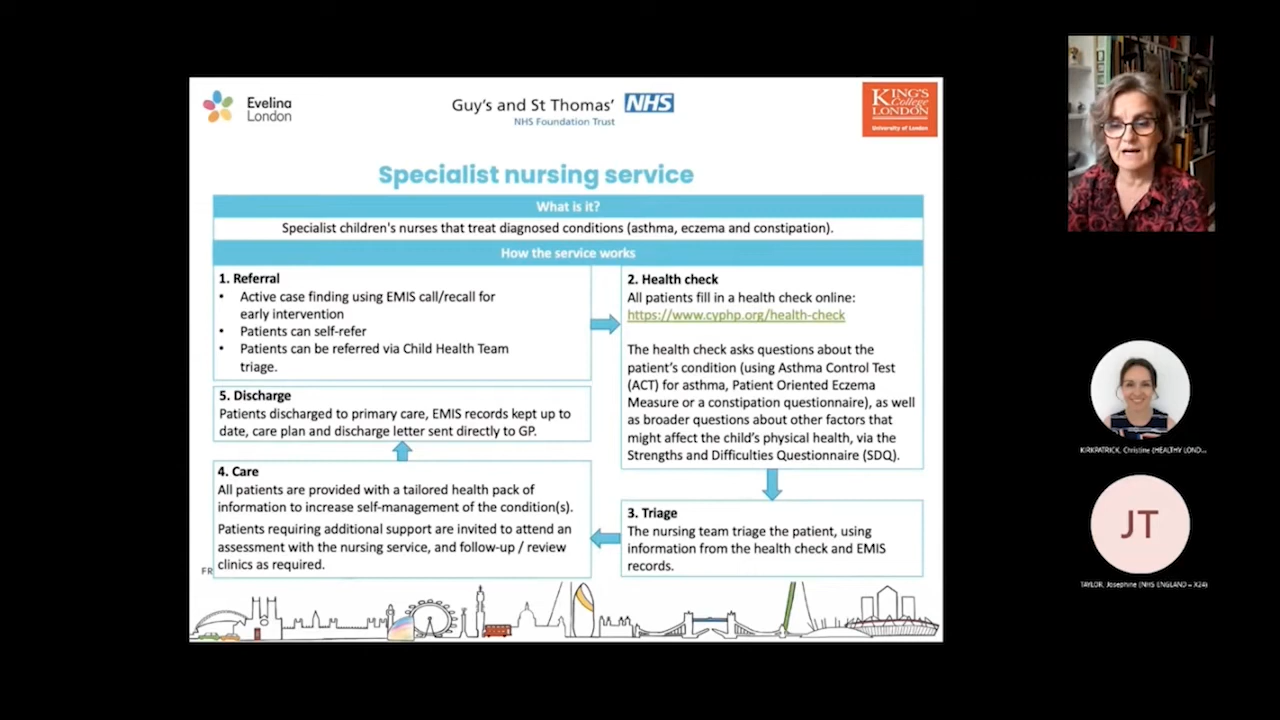 Evelina
London
Guy's and St Thomas' NHS
NHS Foundation Trust
KING'S
College
LONDON
University of London
Specialist nursing service
What is it?
Specialist children's nurses that treat diagnosed conditions (asthma, eczema and constipation).
How the service works
1. Referral
• Active case finding using EMIS call/recall for
early intervention
• Patients can self-refer
• Patients can be referred via Child Health Team
triage.
2. Health check
All patients fill in a health check online:
https://www.cyphp.org/health-check
The health check asks questions about the
patient's condition (using Asthma Control Test
(ACT) for asthma, Patient Oriented Eczema
Measure or a constipation questionnaire), as well
as broader questions about other factors that
might affect the child's physical health, via the
Strengths and Difficulties Questionnaire (SDQ).
3. Triage
The nursing team triage the patient, using
information from the health check and EMIS
records.
4. Care
All patients are provided with a tailored health pack of
information to increase self-management of the condition(s).
Patients requiring additional support are invited to attend an
assessment with the nursing service, and follow-up / review
clinics as required.
5. Discharge
Patients discharged to primary care, EMIS records kept up to
date, care plan and discharge letter sent directly to GP.
FR
KIRKPATRICK, Christine (HEALTHY LOND...
JT
TAYLOR, Josephine (NHS ENGLAND – X24)